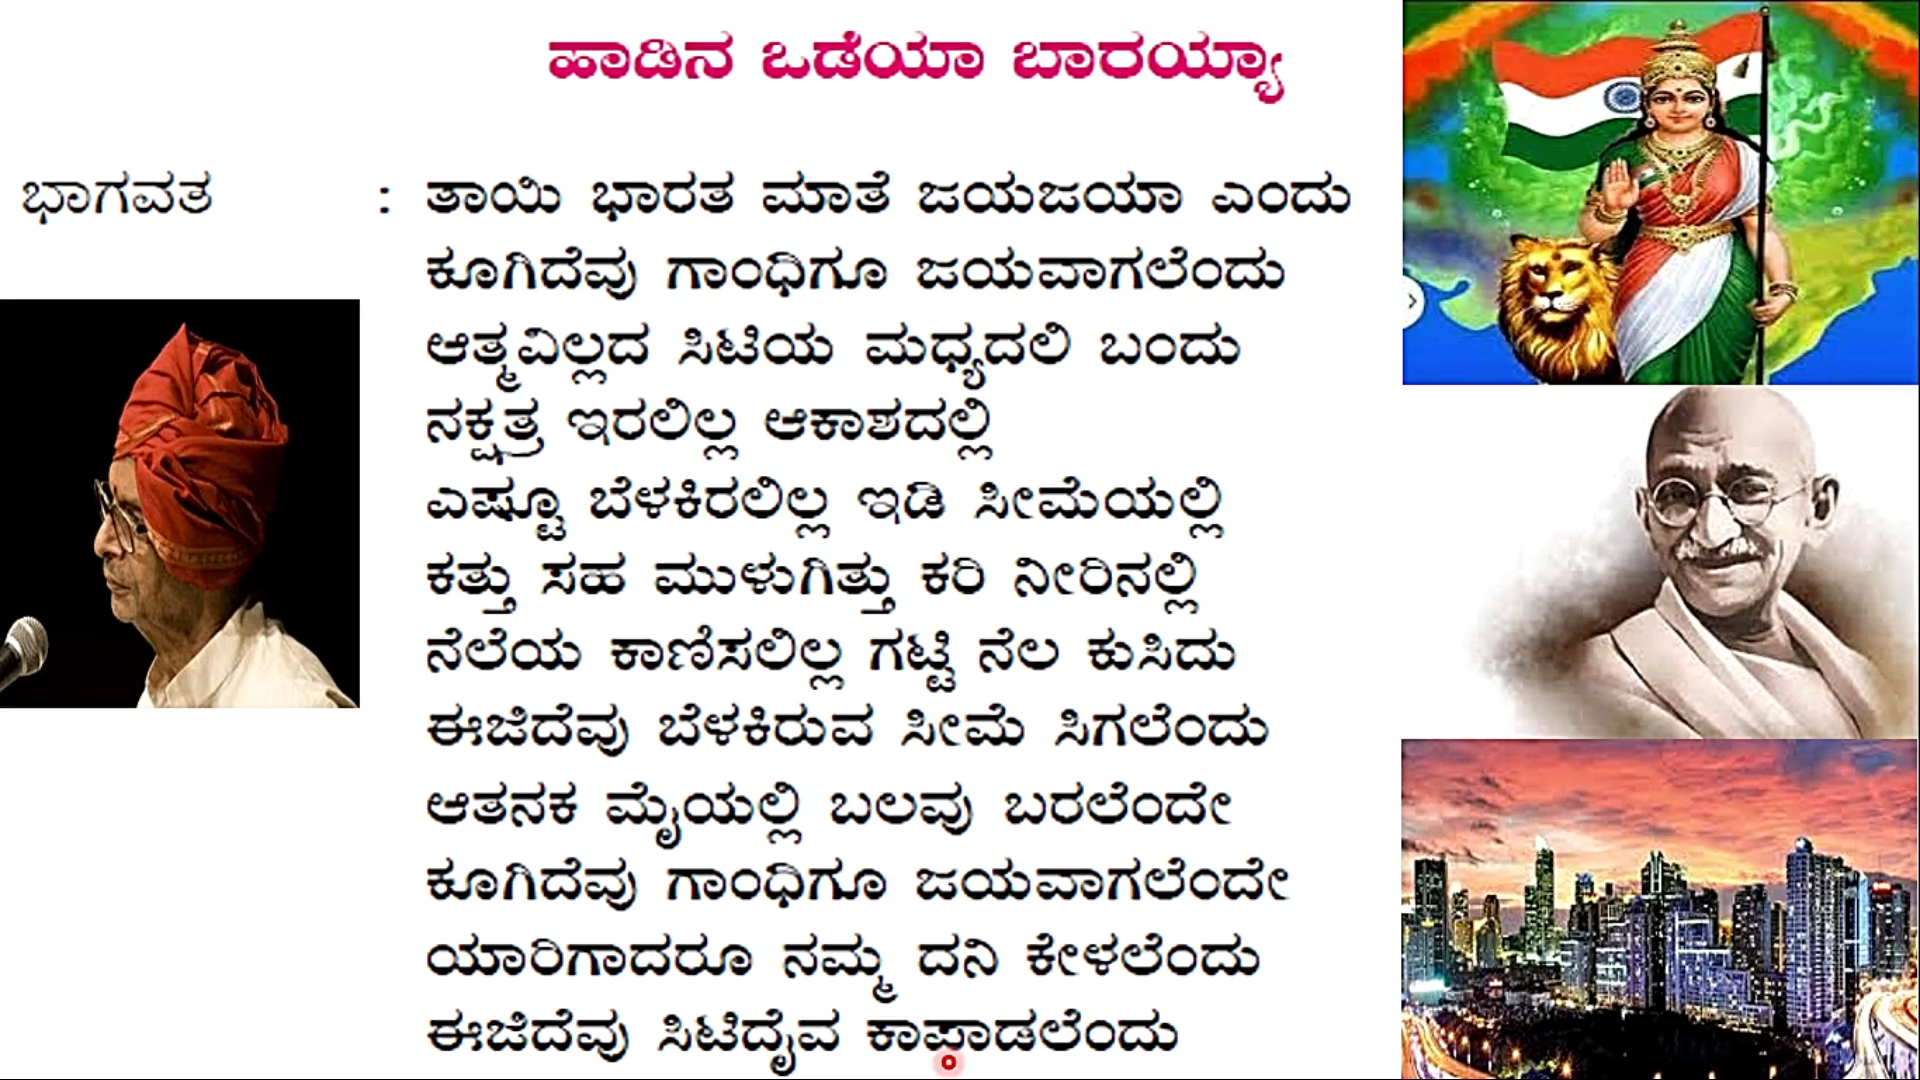 ಹಾಡಿನ ಒಡೆಯಾ ಬಾರಯ್ಯಾ
ಭಾಗವತ : ತಾಯಿ ಭಾರತ ಮಾತೆ ಜಯಜಯಾ ಎಂದು
ಕೂಗಿದೆವು ಗಾಂಧಿಗೂ ಜಯವಾಗಲೆಂದು
ಆತ್ಮವಿಲ್ಲದ ಸಿಟಿಯ ಮಧ್ಯದಲಿ ಬಂದು
ನಕ್ಷತ್ರ ಇರಲಿಲ್ಲ ಆಕಾಶದಲ್ಲಿ
ಎಷ್ಟೂ ಬೆಳಕಿರಲಿಲ್ಲ ಇಡಿ ಸೀಮೆಯಲ್ಲಿ
ಕತ್ತು ಸಹ ಮುಳುಗಿತ್ತು ಕರಿ ನೀರಿನಲ್ಲಿ
ನೆಲೆಯ ಕಾಣಿಸಲಿಲ್ಲ ಗಟ್ಟಿ ನೆಲ ಕುಸಿದು
ಈಜಿದೆವು ಬೆಳಕಿರುವ ಸೀಮೆ ಸಿಗಲೆಂದು
ಆತನಕ ಮೈಯಲ್ಲಿ ಬಲವು ಬರಲೆಂದೇ
ಕೂಗಿದೆವು ಗಾಂಧಿಗೂ ಜಯವಾಗಲೆಂದೇ
ಯಾರಿಗಾದರೂ ನಮ್ಮ ದನಿ ಕೇಳಲೆಂದು
ಈಜಿದೆವು ಸಿಟಿದೈವ ಕಾಪಾಡಲೆಂದು